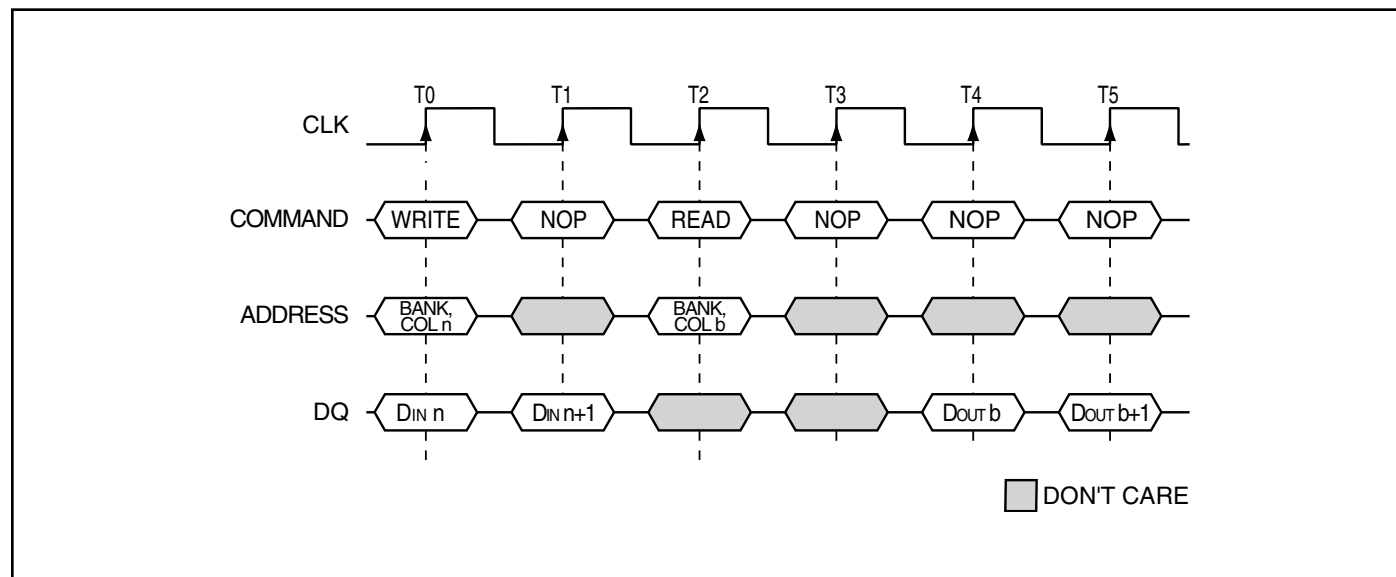 T0 T1 T2 T3 T4 T5
CLK
COMMAND WRITE NOP READ NOP NOP NOP
ADDRESS BANK, COL n BANK, COL b
DQ DIN n DIN n+1 DOUT b DOUT b+1
DON'T CARE